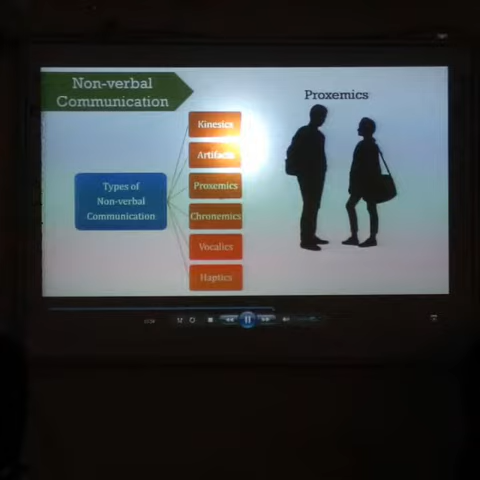 Non-verbal
Communication
Proxemics
Kinesics
Artifacts
Types of
Non-verbal
Communication
Proxemics
Chronemics
Vocalics
Haptics